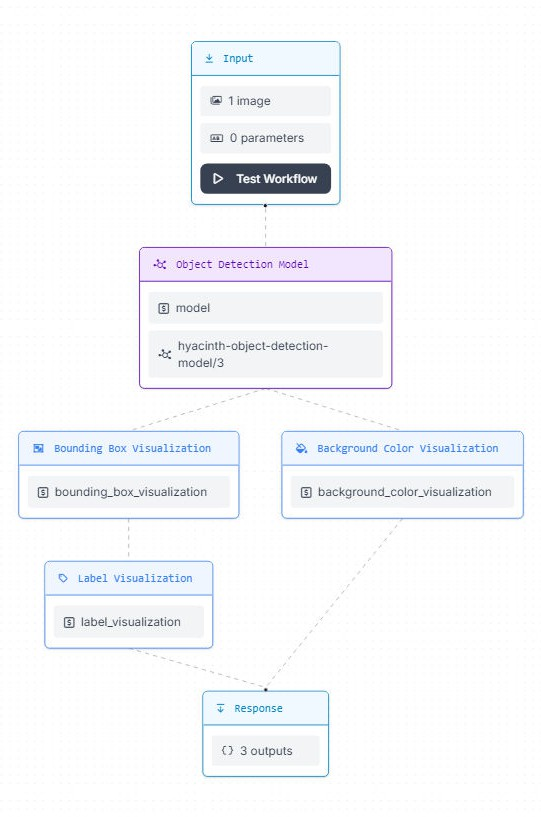 Input
1 image
0 parameters
Test Workflow
Object Detection Model
model
hyacinth-object-detection-
model/3
Bounding Box Visualization
bounding_box_visualization
Background Color Visualization
background_color_visualization
Label Visualization
label_visualization
Response
3 outputs